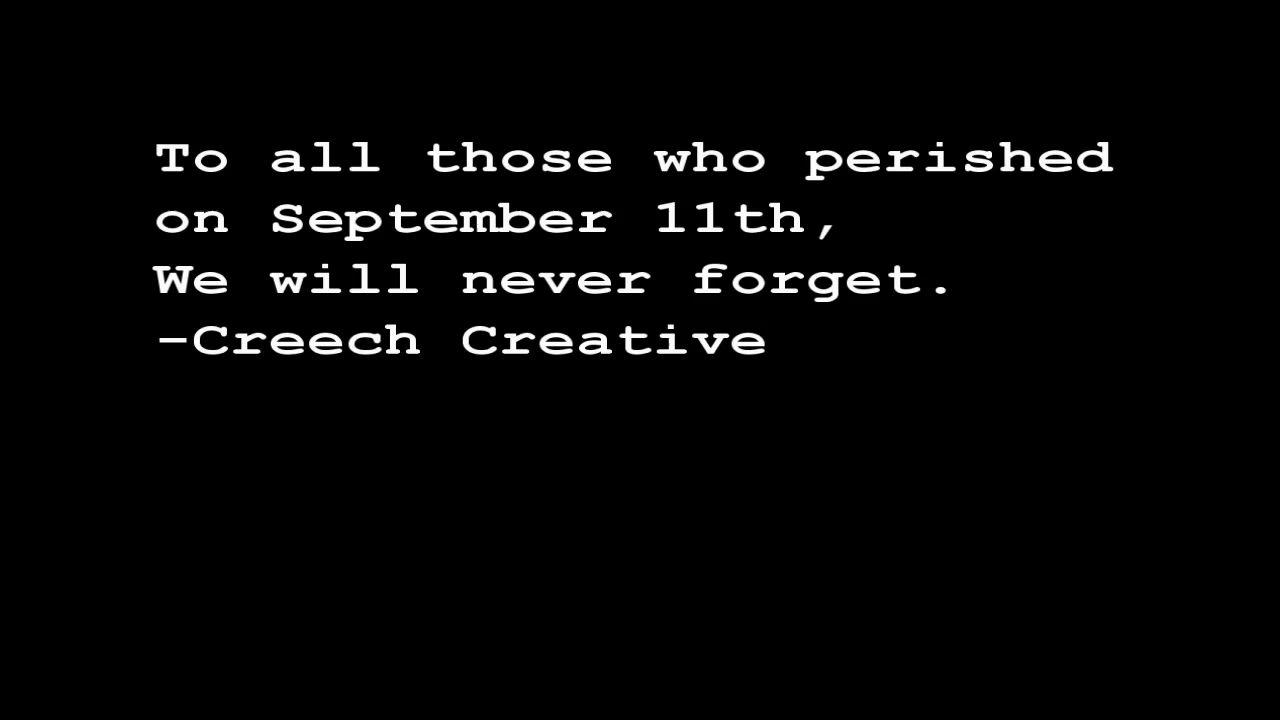 To all those who perished
on September 11th,
We will never forget.
-Creech Creative